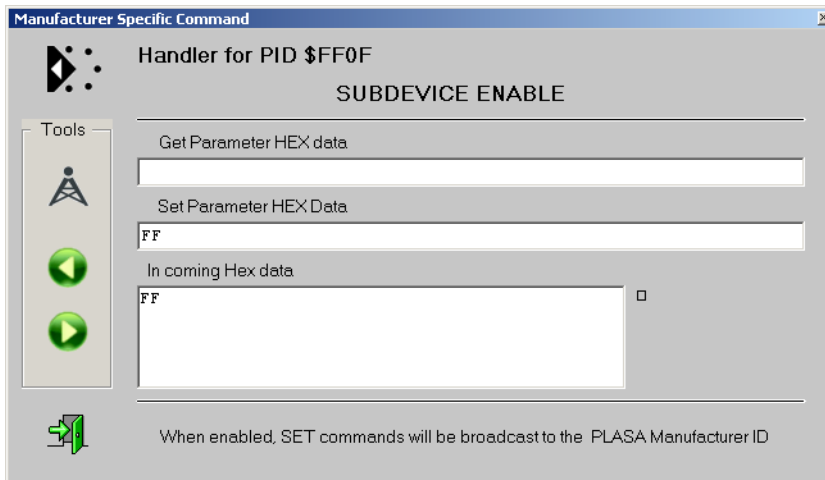 Manufacturer Specific Command
Handler for PID $FF0F
SUBDEVICE ENABLE
Tools
Get Parameter HEX data
Set Parameter HEX Data
FF
In coming Hex data
FF
When enabled, SET commands will be broadcast to the PLASA Manufacturer ID